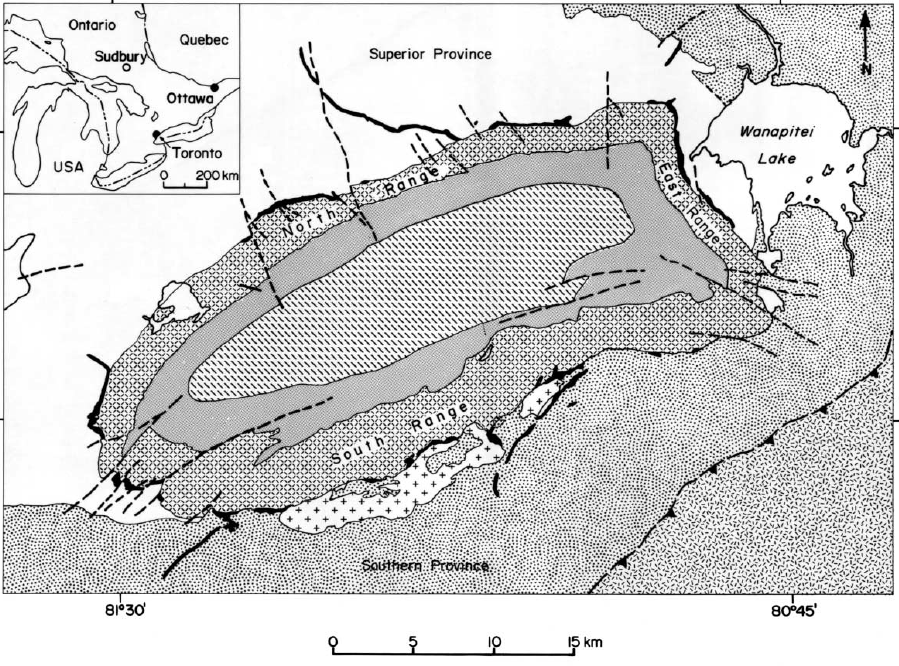 Ontario
Quebec
Sudbury
Ottawa
USA
Toronto
0 200 km
Superior Province
N
Wanapitei
Lake
North Range
East Range
South Range
Southern Province
81°30'
80°45'
0 5 10 15 km